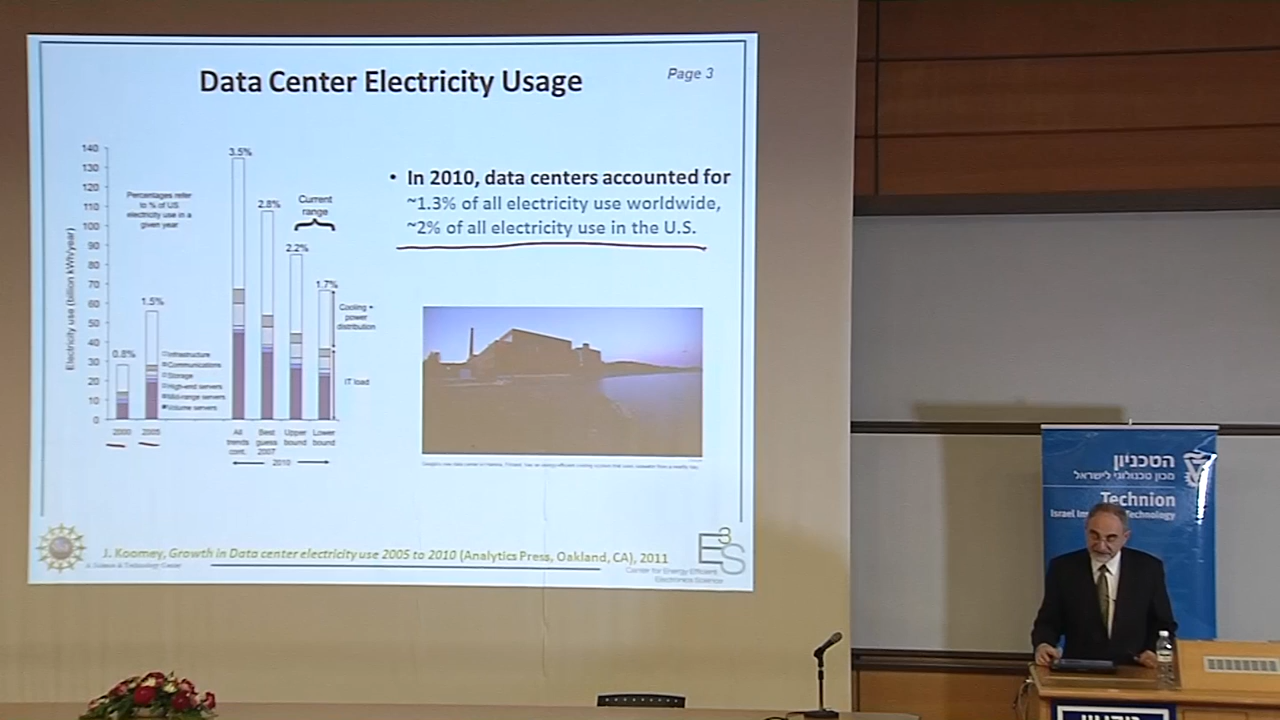 Data Center Electricity Usage
Page 3
140
130
120
110
100
90
80
70
60
50
40
30
20
10
0
Electricity use (billion kWh/year)
Percentages refer
to % of US
electricity use in a
given year
0.8%
1.5%
3.5%
2.8%
2.2%
1.7%
Current
range
Cooling +
power
distribution
IT load
Infrastructure
Communications
Storage
High-end servers
Mid-range servers
Volume servers
2000
2005
All
trends
cont.
Best
guess
2007
Upper
bound
Lower
bound
2010
• In 2010, data centers accounted for
~1.3% of all electricity use worldwide,
~2% of all electricity use in the U.S.
J. Koomey, Growth in Data center electricity use 2005 to 2010 (Analytics Press, Oakland, CA), 2011
A Science & Technology Center
E3S
Center for Energy Efficient
Electronics Science
הטכניון
מכון טכנולוגי לישראל
Technion
Israel In Technology